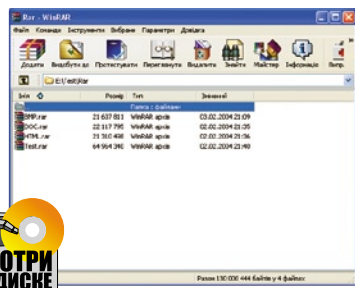 Rar - WinRAR
Файли Команди Інструменти Вибране Параметри Довідка
Додати Видобути до Протестувати Переглянути Видалити Знайти Майстер Інформація Випр.
E:\Test\Rar
Ім'я Розмір Тип Змінений
.. Папка з файлами
BMP.rar 21 637 811 WinRAR архів 03.02.2004 21:09
DOC.rar 22 117 795 WinRAR архів 02.02.2004 21:35
HTML.rar 21 310 498 WinRAR архів 02.02.2004 21:36
Test.rar 64 964 340 WinRAR архів 02.02.2004 21:40
Разом 130 030 444 байтів у 4 файлах
ОТРИ
ДИСКЕ